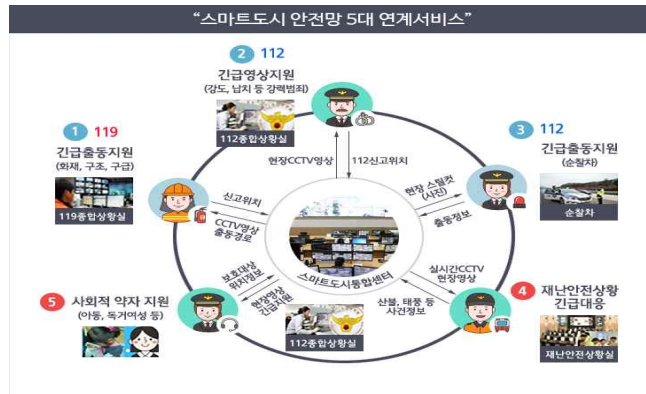 “스마트도시 안전망 5대 연계서비스”
2 112
긴급영상지원
(강도, 납치 등 강력범죄)
112종합상황실
1 119
긴급출동지원
(화재, 구조, 구급)
119종합상황실
3 112
긴급출동지원
(순찰차)
순찰차
현장CCTV영상
112신고위치
신고위치
CCTV영상
출동경로
현장 스틸컷
(사진)
출동정보
스마트도시통합센터
보호대상
위치정보
현장영상
긴급지원
실시간CCTV
현장영상
산불, 태풍 등
사건정보
5 사회적 약자 지원
(아동, 독거여성 등)
112종합상황실
4 재난안전상황
긴급대응
재난안전상황실